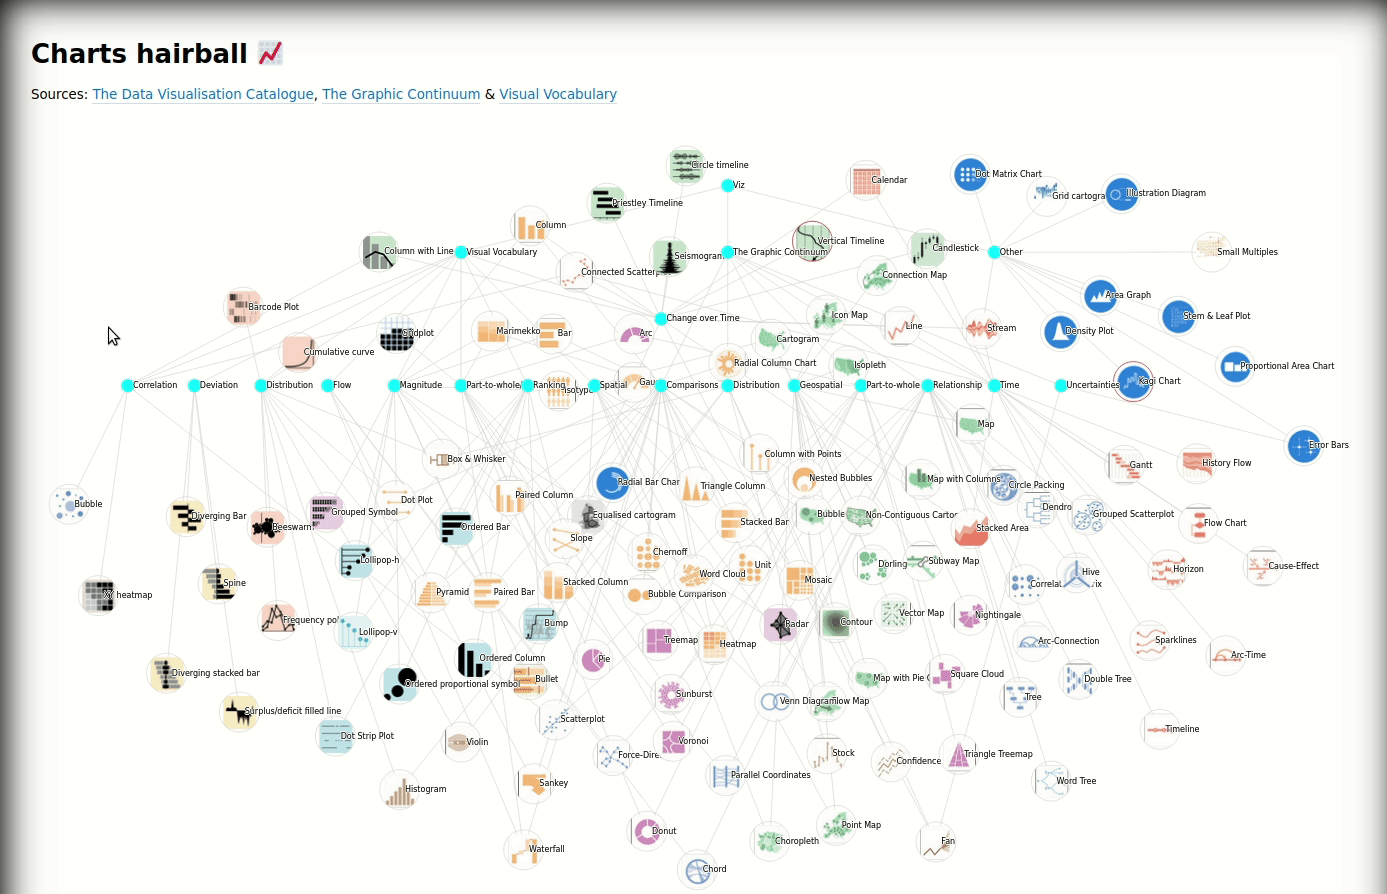 Charts hairball
Sources: The Data Visualisation Catalogue, The Graphic Continuum & Visual Vocabulary
Circle timeline
Viz
Calendar
Dot Matrix Chart
Grid cartogra
Illustration Diagram
Priestley Timeline
Column
Vertical Timeline
Column with Line
Visual Vocabulary
Seismogram
The Graphic Continuum
Candlestick
Other
Small Multiples
Connected Scatterp
Connection Map
Area Graph
Barcode Plot
Change over Time
Icon Map
Line
Stream
Stem & Leaf Plot
Marimekko
Bar
Arc
Cartogram
Density Plot
Cumulative curve
Radial Column Chart
Isopleth
Proportional Area Chart
Correlation
Deviation
Distribution
Flow
Magnitude
Part-to-whole/
Ranking
Isotype
Spatial
Gau
Comparisons
Distribution
Geospatial
Part-to-whole
Relationship
Time
Uncertainties
Kagi Chart
Map
Error Bars
Box & Whisker
Column with Points
Gantt
History Flow
Bubble
Dot Plot
Paired Column
Radial Bar Char
Triangle Column
Nested Bubbles
Map with Columns
Circle Packing
Diverging Bar
Beeswarm
Grouped Symbol
Ordered Bar
Equalised cartogram
Stacked Bar
Bubble
Non-Contiguous Cartog
Stacked Area
Dendro
Grouped Scatterplot
Flow Chart
Slope
Lollipop-h
Chernoff
Word Cloud
Unit
Mosaic
Dorling
Subway Map
Hive
Horizon
Cause-Effect
heatmap
Spine
Pyramid
Paired Bar
Stacked Column
Bubble Comparison
Correla
rix
Frequency po
Lollipop-v
Bump
Treemap
Heatmap
Radar
Contour
Vector Map
Nightingale
Arc-Connection
Sparklines
Arc-Time
Diverging stacked bar
Ordered Column
Ordered proportional symbol
Bullet
Pie
Sunburst
Map with Pie C
Square Cloud
Double Tree
Tree
Surplus/deficit filled line
Venn Diagram
low Map
Dot Strip Plot
Violin
Scatterplot
Force-Dire
Voronoi
Stock
Confidence
Triangle Treemap
Timeline
Histogram
Sankey
Parallel Coordinates
Word Tree
Waterfall
Donut
Chord
Choropleth
Point Map
Fan